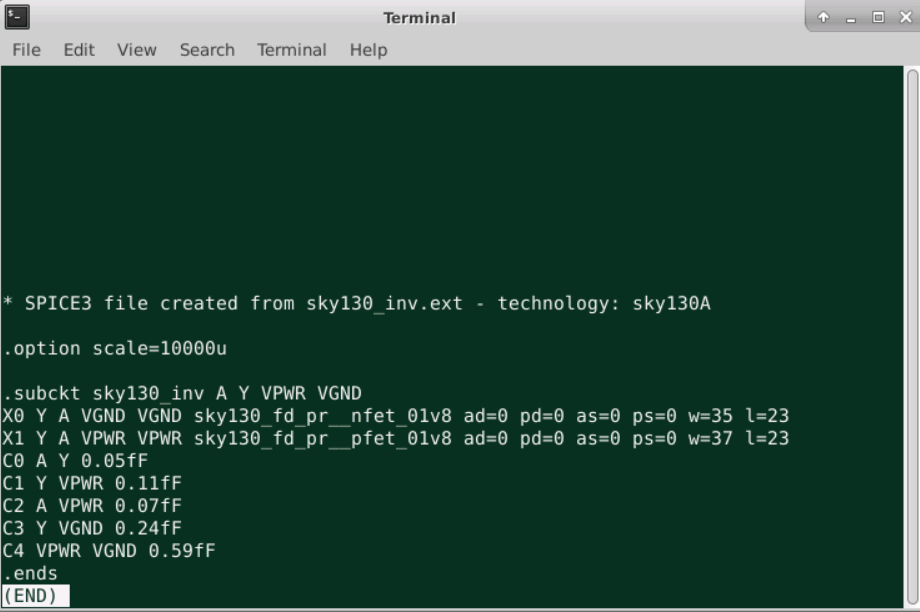 Terminal
File Edit View Search Terminal Help
* SPICE3 file created from sky130_inv.ext - technology: sky130A
.option scale=10000u
.subckt sky130_inv A Y VPWR VGND
X0 Y A VGND VGND sky130_fd_pr__nfet_01v8 ad=0 pd=0 as=0 ps=0 w=35 l=23
X1 Y A VPWR VPWR sky130_fd_pr__pfet_01v8 ad=0 pd=0 as=0 ps=0 w=37 l=23
C0 A Y 0.05fF
C1 Y VPWR 0.11fF
C2 A VPWR 0.07fF
C3 Y VGND 0.24fF
C4 VPWR VGND 0.59fF
.ends
(END)